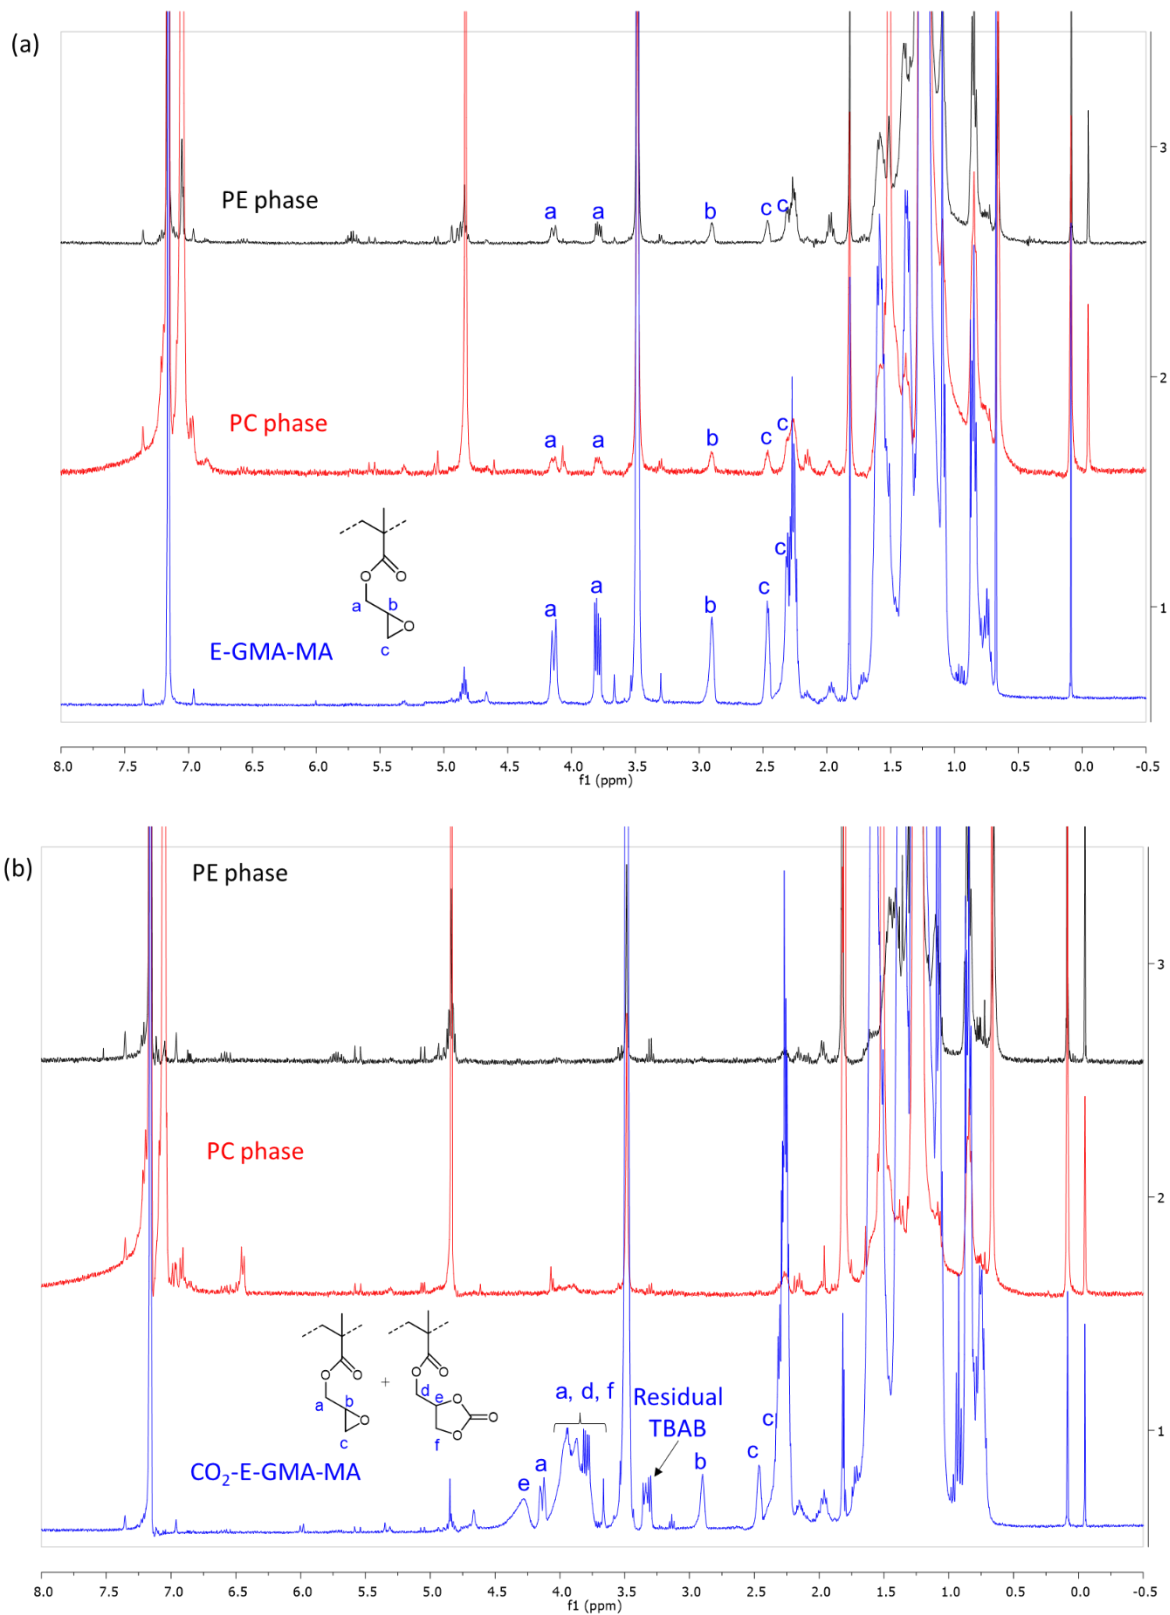 (a)
3
PE phase
a a b c c
2
PC phase
a a b c c
O
O
a b
O
c
1
E-GMA-MA
a a b c c
8.0 7.5 7.0 6.5 6.0 5.5 5.0 4.5 4.0 3.5 3.0 2.5 2.0 1.5 1.0 0.5 0.0 -0.5
f1 (ppm)
(b)
PE phase
3
PC phase
2
O O + O O
a b O c
d e O O O f
1
a, d, f
Residual
TBAB
CO2-E-GMA-MA
e a b c c
8.0 7.5 7.0 6.5 6.0 5.5 5.0 4.5 4.0 3.5 3.0 2.5 2.0 1.5 1.0 0.5 0.0 -0.5
f1 (ppm)